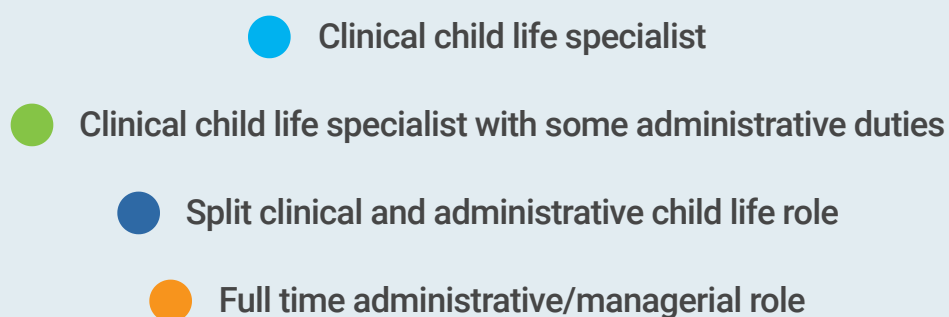 Clinical child life specialist
Clinical child life specialist with some administrative duties
Split clinical and administrative child life role
Full time administrative/managerial role